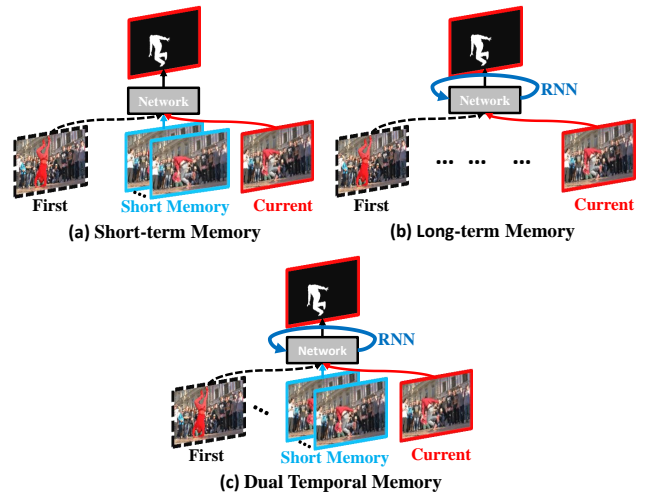 Network
First
Short Memory
Current
(a) Short-term Memory
Network
RNN
... ... ...
First
Current
(b) Long-term Memory
Network
RNN
...
...
First
Short Memory
Current
(c) Dual Temporal Memory